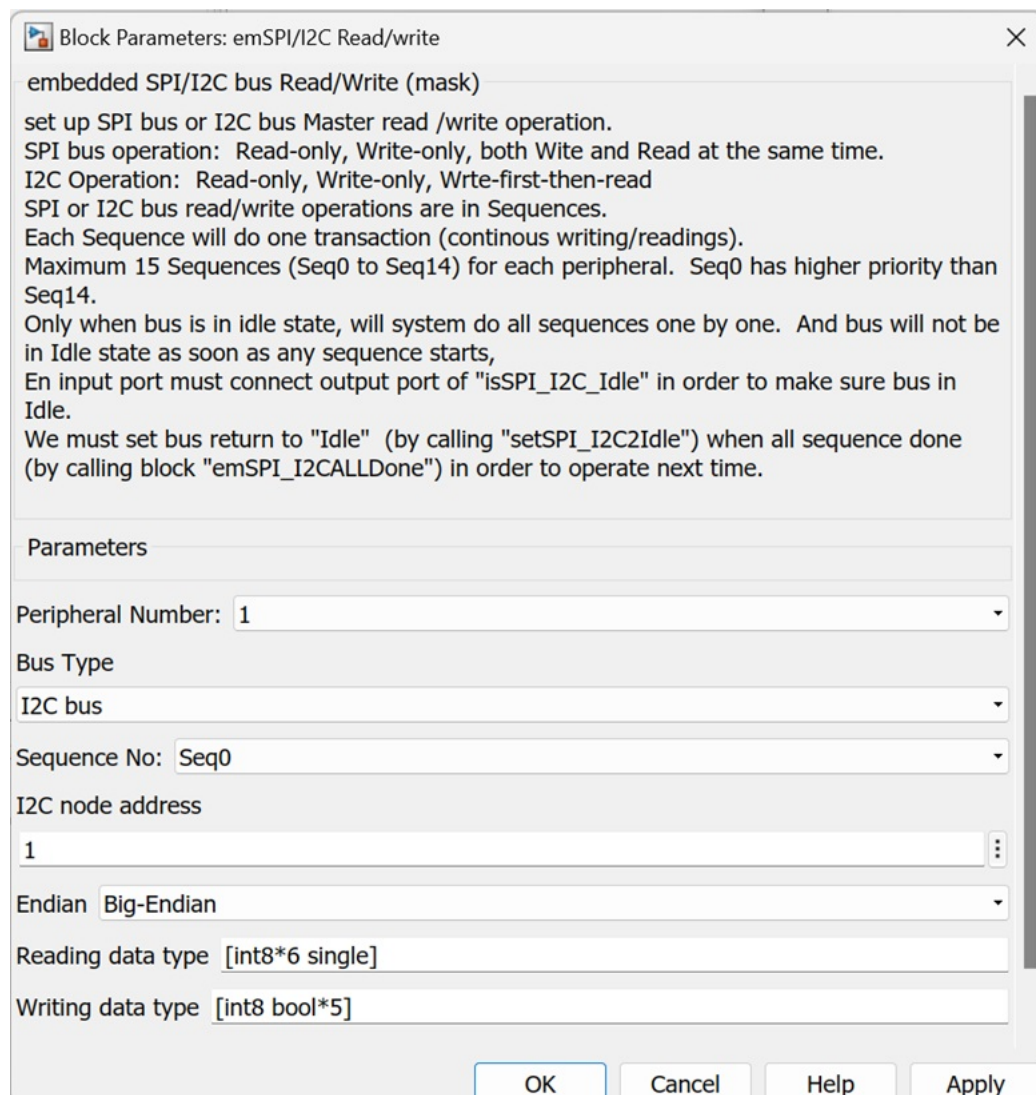 Block Parameters: emSPI/I2C Read/write
embedded SPI/I2C bus Read/Write (mask)
set up SPI bus or I2C bus Master read /write operation.
SPI bus operation:  Read-only, Write-only, both Wite and Read at the same time.
I2C Operation:  Read-only, Write-only, Wrte-first-then-read
SPI or I2C bus read/write operations are in Sequences.
Each Sequence will do one transaction (continous writing/readings).
Maximum 15 Sequences (Seq0 to Seq14) for each peripheral.  Seq0 has higher priority than
Seq14.
Only when bus is in idle state, will system do all sequences one by one.  And bus will not be
in Idle state as soon as any sequence starts,
En input port must connect output port of "isSPI_I2C_Idle" in order to make sure bus in
Idle.
We must set bus return to "Idle"  (by calling "setSPI_I2C2Idle") when all sequence done
(by calling block "emSPI_I2CALLDone") in order to operate next time.
Parameters
Peripheral Number: 1
Bus Type
I2C bus
Sequence No: Seq0
I2C node address
1
Endian Big-Endian
Reading data type [int8*6 single]
Writing data type [int8 bool*5]
OK Cancel Help Apply